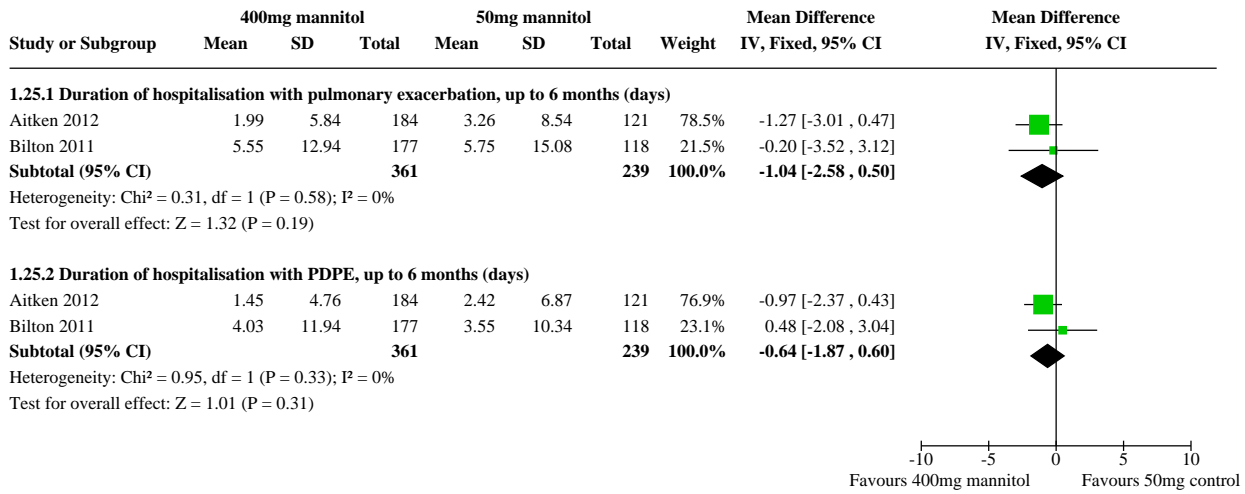 400mg mannitol 50mg mannitol Mean Difference Mean Difference
Study or Subgroup Mean SD Total Mean SD Total Weight IV, Fixed, 95% CI IV, Fixed, 95% CI
1.25.1 Duration of hospitalisation with pulmonary exacerbation, up to 6 months (days)
Aitken 2012 1.99 5.84 184 3.26 8.54 121 78.5% -1.27 [-3.01 , 0.47]
Bilton 2011 5.55 12.94 177 5.75 15.08 118 21.5% -0.20 [-3.52 , 3.12]
Subtotal (95% CI) 361 239 100.0% -1.04 [-2.58 , 0.50]
Heterogeneity: Chi² = 0.31, df = 1 (P = 0.58); I² = 0%
Test for overall effect: Z = 1.32 (P = 0.19)
1.25.2 Duration of hospitalisation with PDPE, up to 6 months (days)
Aitken 2012 1.45 4.76 184 2.42 6.87 121 76.9% -0.97 [-2.37 , 0.43]
Bilton 2011 4.03 11.94 177 3.55 10.34 118 23.1% 0.48 [-2.08 , 3.04]
Subtotal (95% CI) 361 239 100.0% -0.64 [-1.87 , 0.60]
Heterogeneity: Chi² = 0.95, df = 1 (P = 0.33); I² = 0%
Test for overall effect: Z = 1.01 (P = 0.31)
-10 -5 0 5 10
Favours 400mg mannitol Favours 50mg control